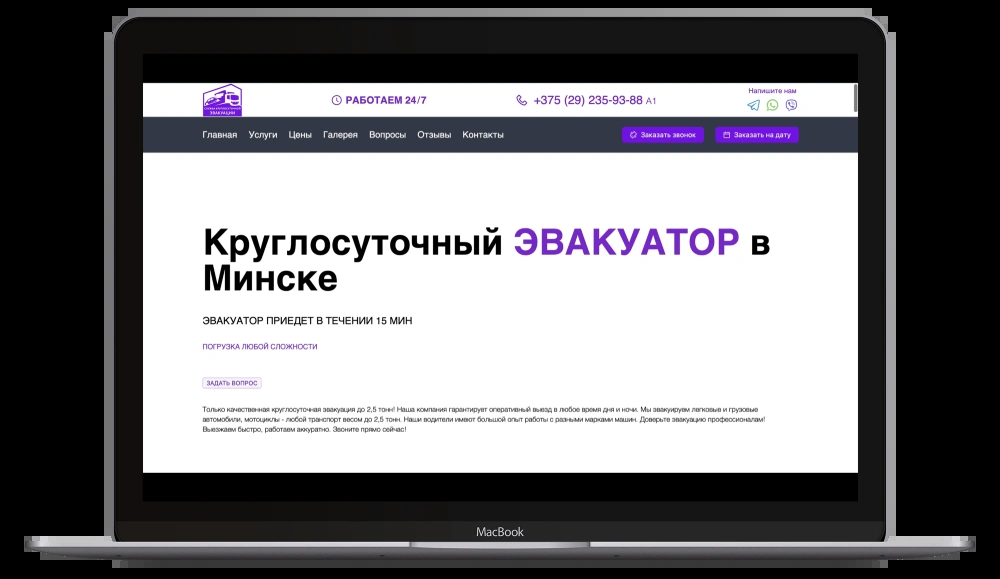 СЛУЖБА КРУГЛОСУТОЧНОЙ
ЭВАКУАЦИИ
РАБОТАЕМ 24/7
+375 (29) 235-93-88 A1
Напишите нам
Главная Услуги Цены Галерея Вопросы Отзывы Контакты
Заказать звонок
Заказать на дату
Круглосуточный ЭВАКУАТОР в
Минске
ЭВАКУАТОР ПРИЕДЕТ В ТЕЧЕНИИ 15 МИН
ПОГРУЗКА ЛЮБОЙ СЛОЖНОСТИ
ЗАДАТЬ ВОПРОС
Только качественная круглосуточная эвакуация до 2,5 тонн! Наша компания гарантирует оперативный выезд в любое время дня и ночи. Мы эвакуируем легковые и грузовые
автомобили, мотоциклы - любой транспорт весом до 2,5 тонн. Наши водители имеют большой опыт работы с разными марками машин. Доверьте эвакуацию профессионалам!
Выезжаем быстро, работаем аккуратно. Звоните прямо сейчас!
MacBook